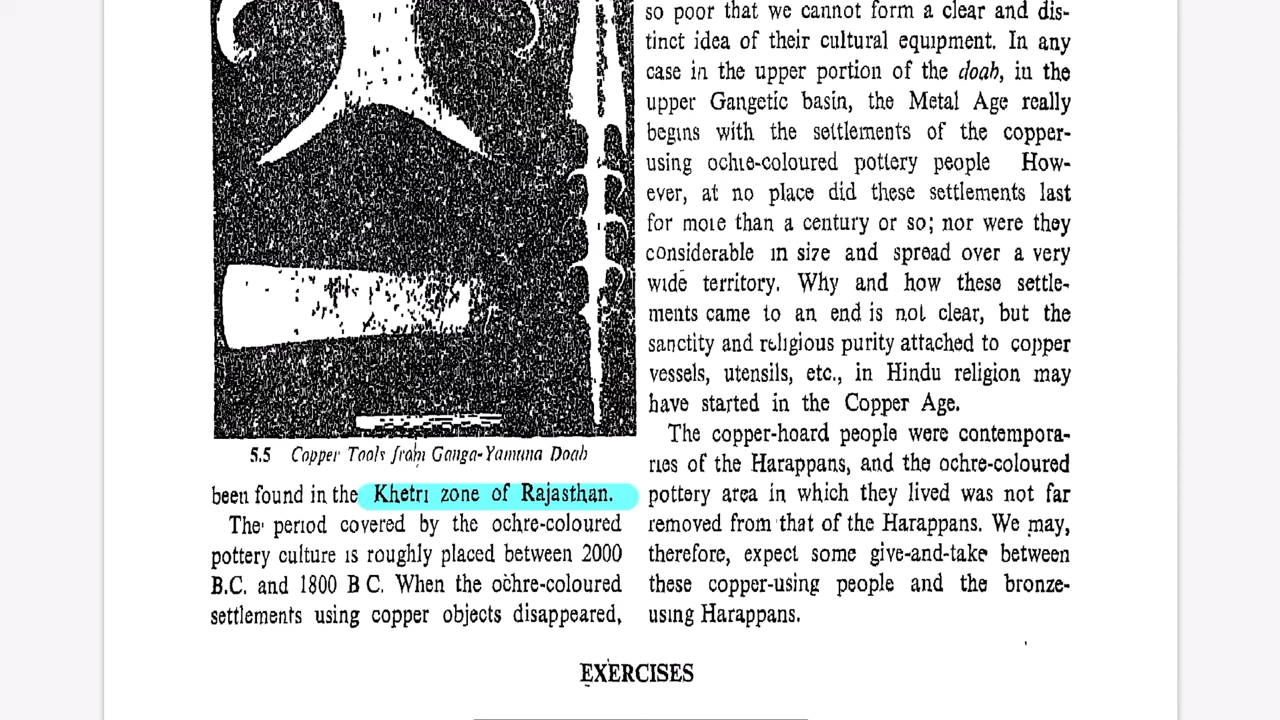 5.5 Copper Tools from Ganga-Yamuna Doab
been found in the Khetri zone of Rajasthan.
The period covered by the ochre-coloured
pottery culture is roughly placed between 2000
B.C. and 1800 B C. When the ochre-coloured
settlements using copper objects disappeared,
so poor that we cannot form a clear and dis-
tinct idea of their cultural equipment. In any
case in the upper portion of the doab, in the
upper Gangetic basin, the Metal Age really
begins with the settlements of the copper-
using ochre-coloured pottery people How-
ever, at no place did these settlements last
for more than a century or so; nor were they
considerable in size and spread over a very
wide territory. Why and how these settle-
ments came to an end is not clear, but the
sanctity and religious purity attached to copper
vessels, utensils, etc., in Hindu religion may
have started in the Copper Age.
The copper-hoard people were contempora-
ries of the Harappans, and the ochre-coloured
pottery area in which they lived was not far
removed from that of the Harappans. We may,
therefore, expect some give-and-take between
these copper-using people and the bronze-
using Harappans.
EXERCISES